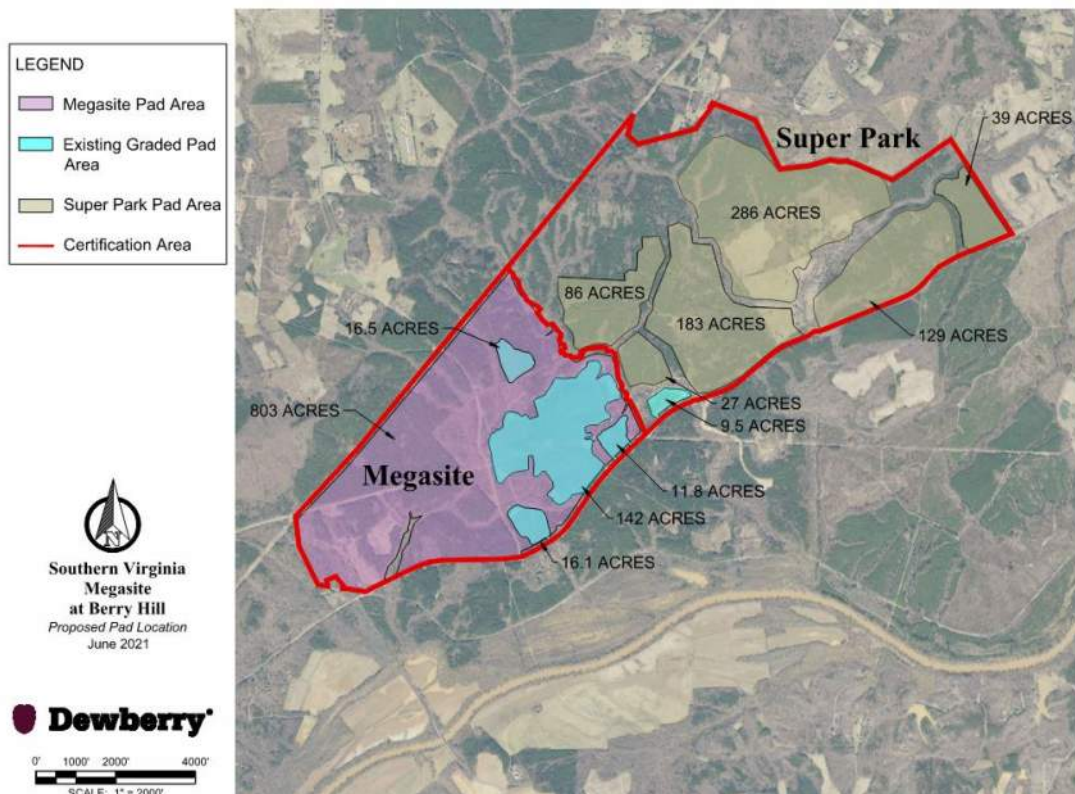 LEGEND
Megasite Pad Area
Existing Graded Pad
Area
Super Park Pad Area
Certification Area
Southern Virginia
Megasite
at Berry Hill
Proposed Pad Location
June 2021
N
Dewberry®
0' 1000' 2000' 4000'
SCALE: 1" = 2000'
Super Park
39 ACRES
286 ACRES
86 ACRES
183 ACRES
129 ACRES
16.5 ACRES
27 ACRES
9.5 ACRES
803 ACRES
Megasite
11.8 ACRES
142 ACRES
16.1 ACRES